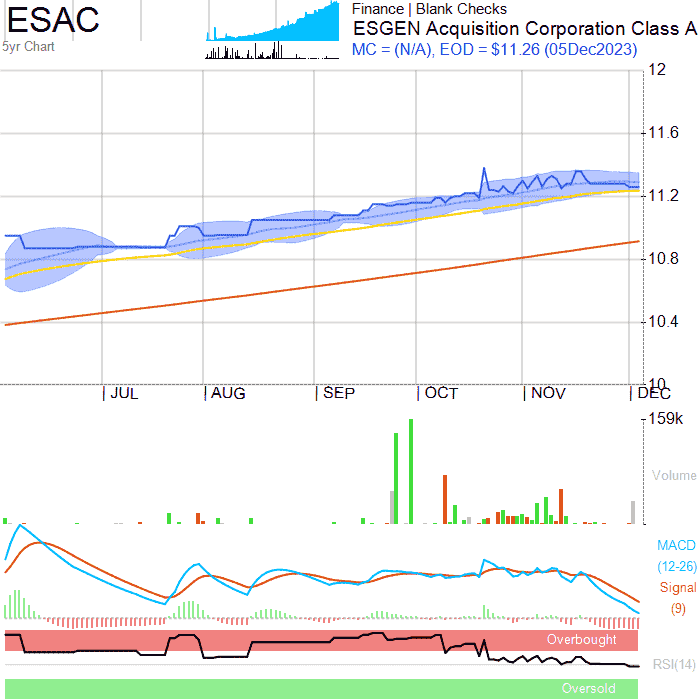 ESAC
5yr Chart
Finance | Blank Checks
ESGEN Acquisition Corporation Class A
MC = (N/A), EOD = $11.26 (05Dec2023)
12
11.6
11.2
10.8
10.4
10
| JUL | AUG | SEP | OCT | NOV | DEC
159k
Volume
MACD
(12-26)
Signal
(9)
Overbought
RSI(14)
Oversold